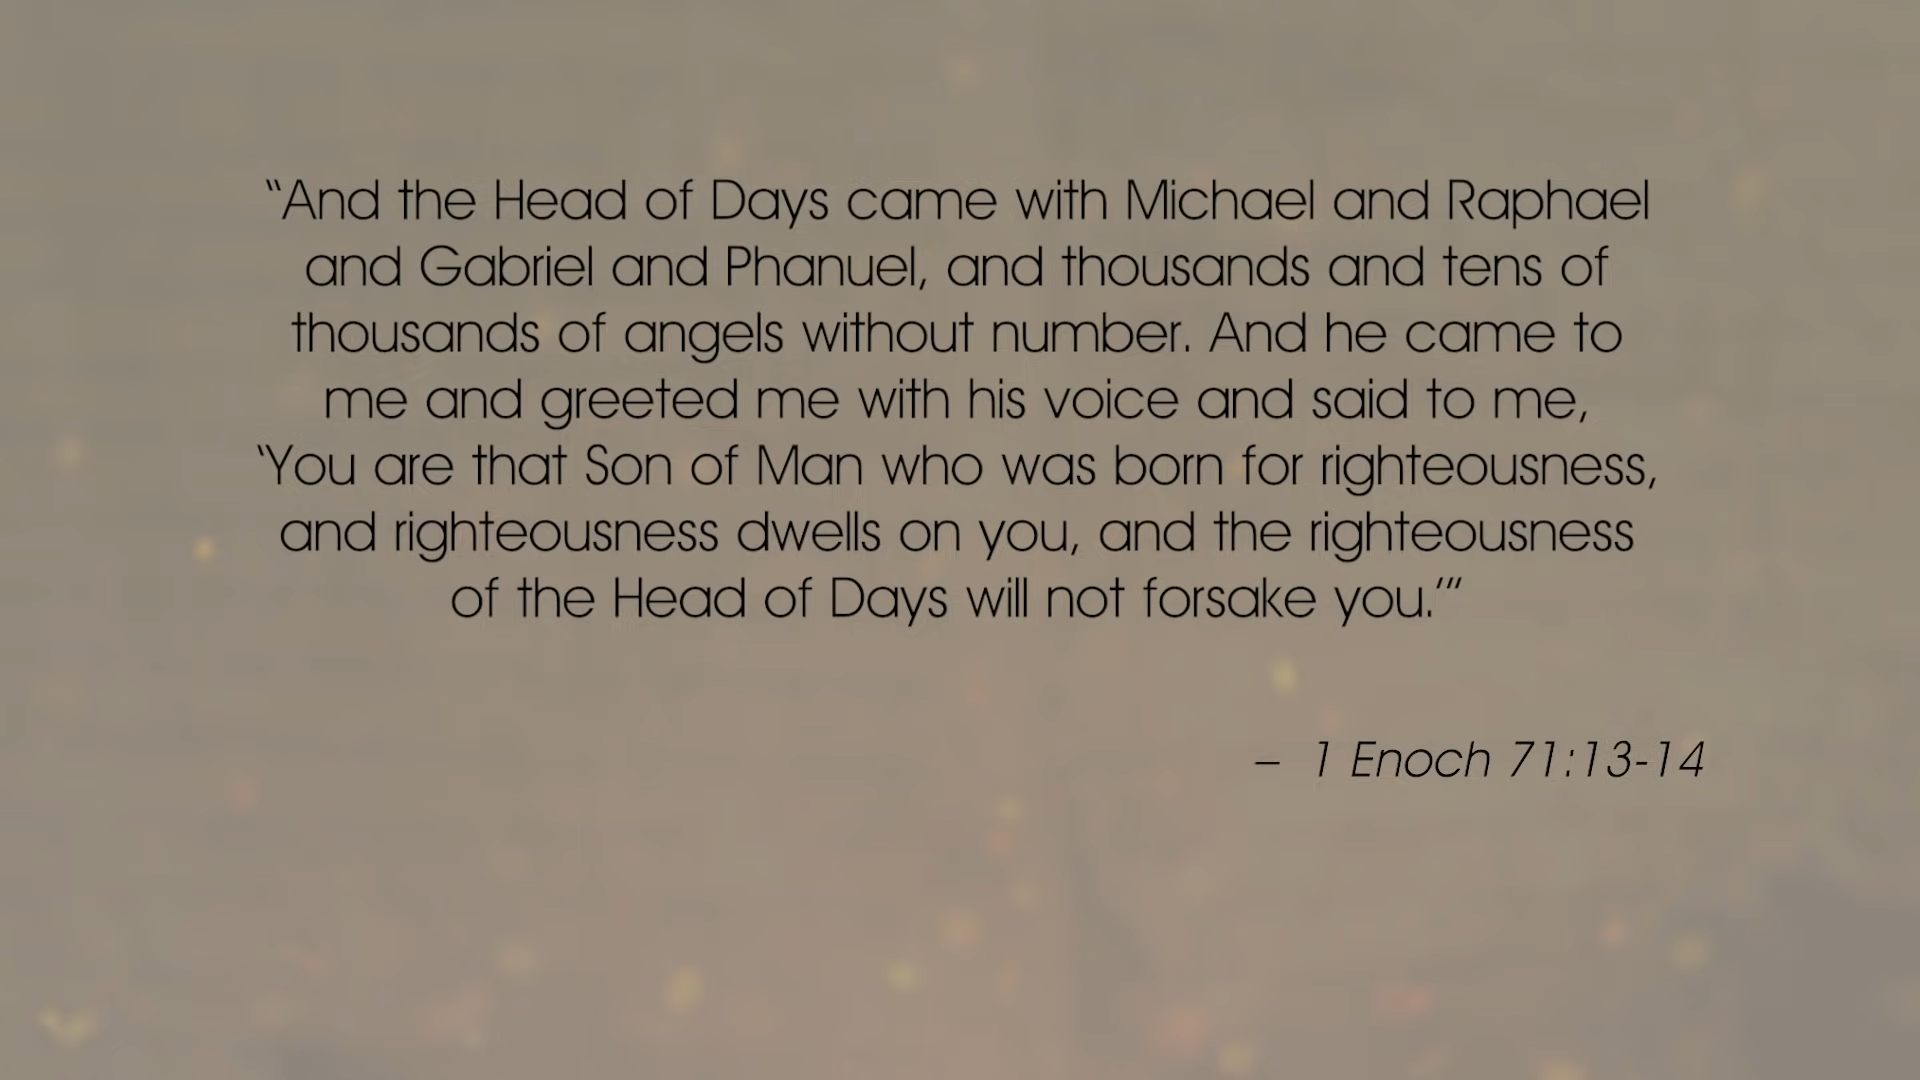 “And the Head of Days came with Michael and Raphael
and Gabriel and Phanuel, and thousands and tens of
thousands of angels without number. And he came to
me and greeted me with his voice and said to me,
‘You are that Son of Man who was born for righteousness,
and righteousness dwells on you, and the righteousness
of the Head of Days will not forsake you.’”
– 1 Enoch 71:13-14